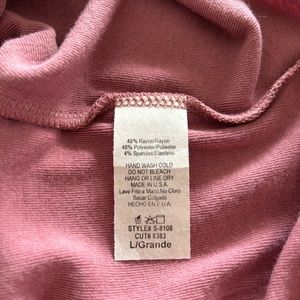 48% Rayon/Rayon
48% Polyester/Poliester
4% Spandex/Elastano
HAND WASH COLD
DO NOT BLEACH
HANG OR LINE DRY
MADE IN U.S.A.
Lave Frio a Mano.No Cloro
Secar Colgado
HECHO EN E.U.A.
STYLE# S-8108
CUT# 8383
L/Grande